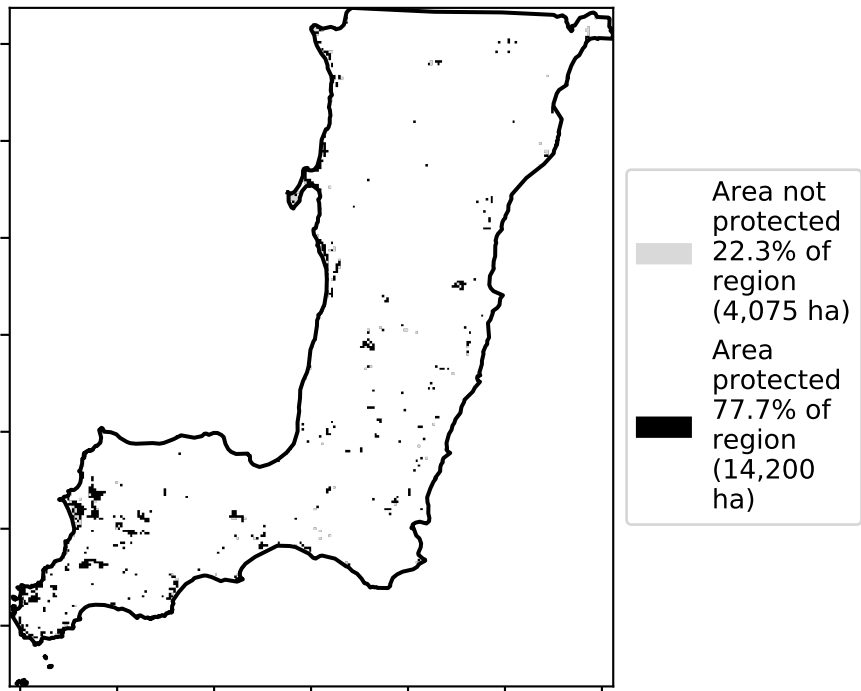 Area not
protected
22.3% of
region
(4,075 ha)
Area
protected
77.7% of
region
(14,200
ha)